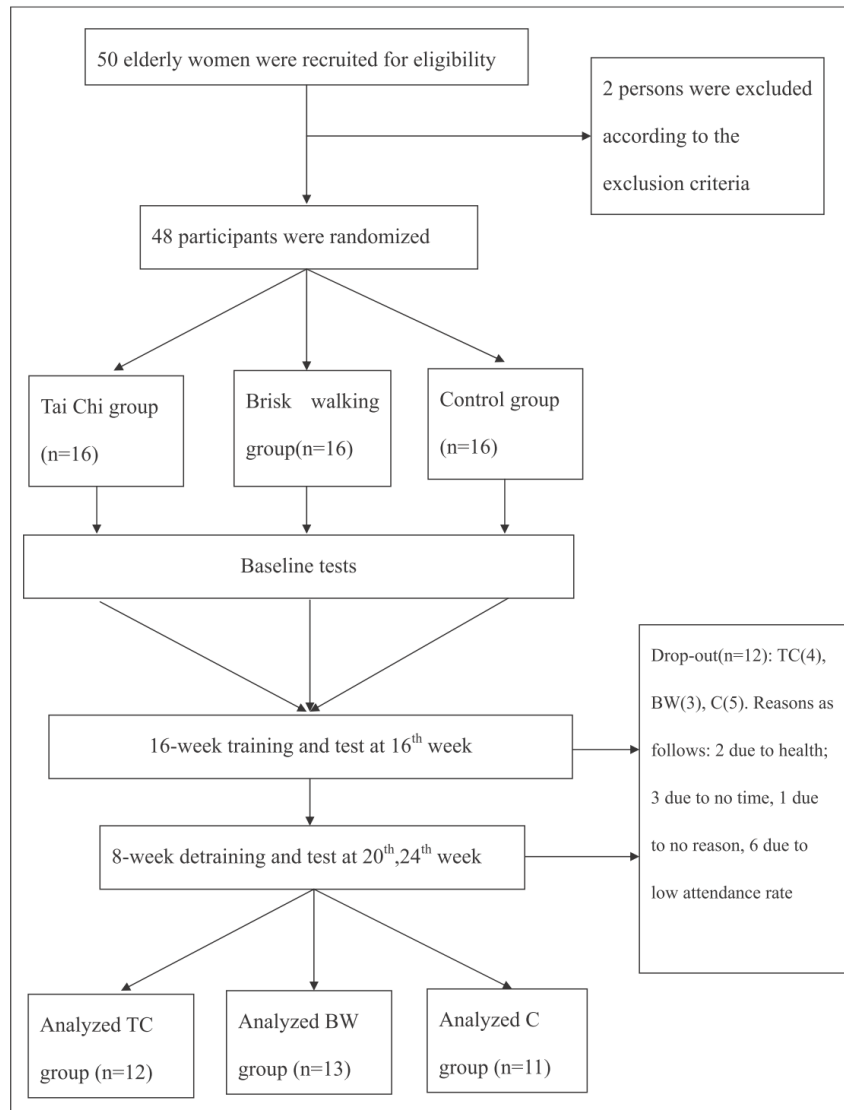 50 elderly women were recruited for eligibility
2 persons were excluded
according to the
exclusion criteria
48 participants were randomized
Tai Chi group
(n=16)
Brisk walking
group(n=16)
Control group
(n=16)
Baseline tests
Drop-out(n=12): TC(4),
BW(3), C(5). Reasons as
follows: 2 due to health;
3 due to no time, 1 due
to no reason, 6 due to
low attendance rate
16-week training and test at 16th week
8-week detraining and test at 20th,24th week
Analyzed TC
group (n=12)
Analyzed BW
group (n=13)
Analyzed C
group (n=11)